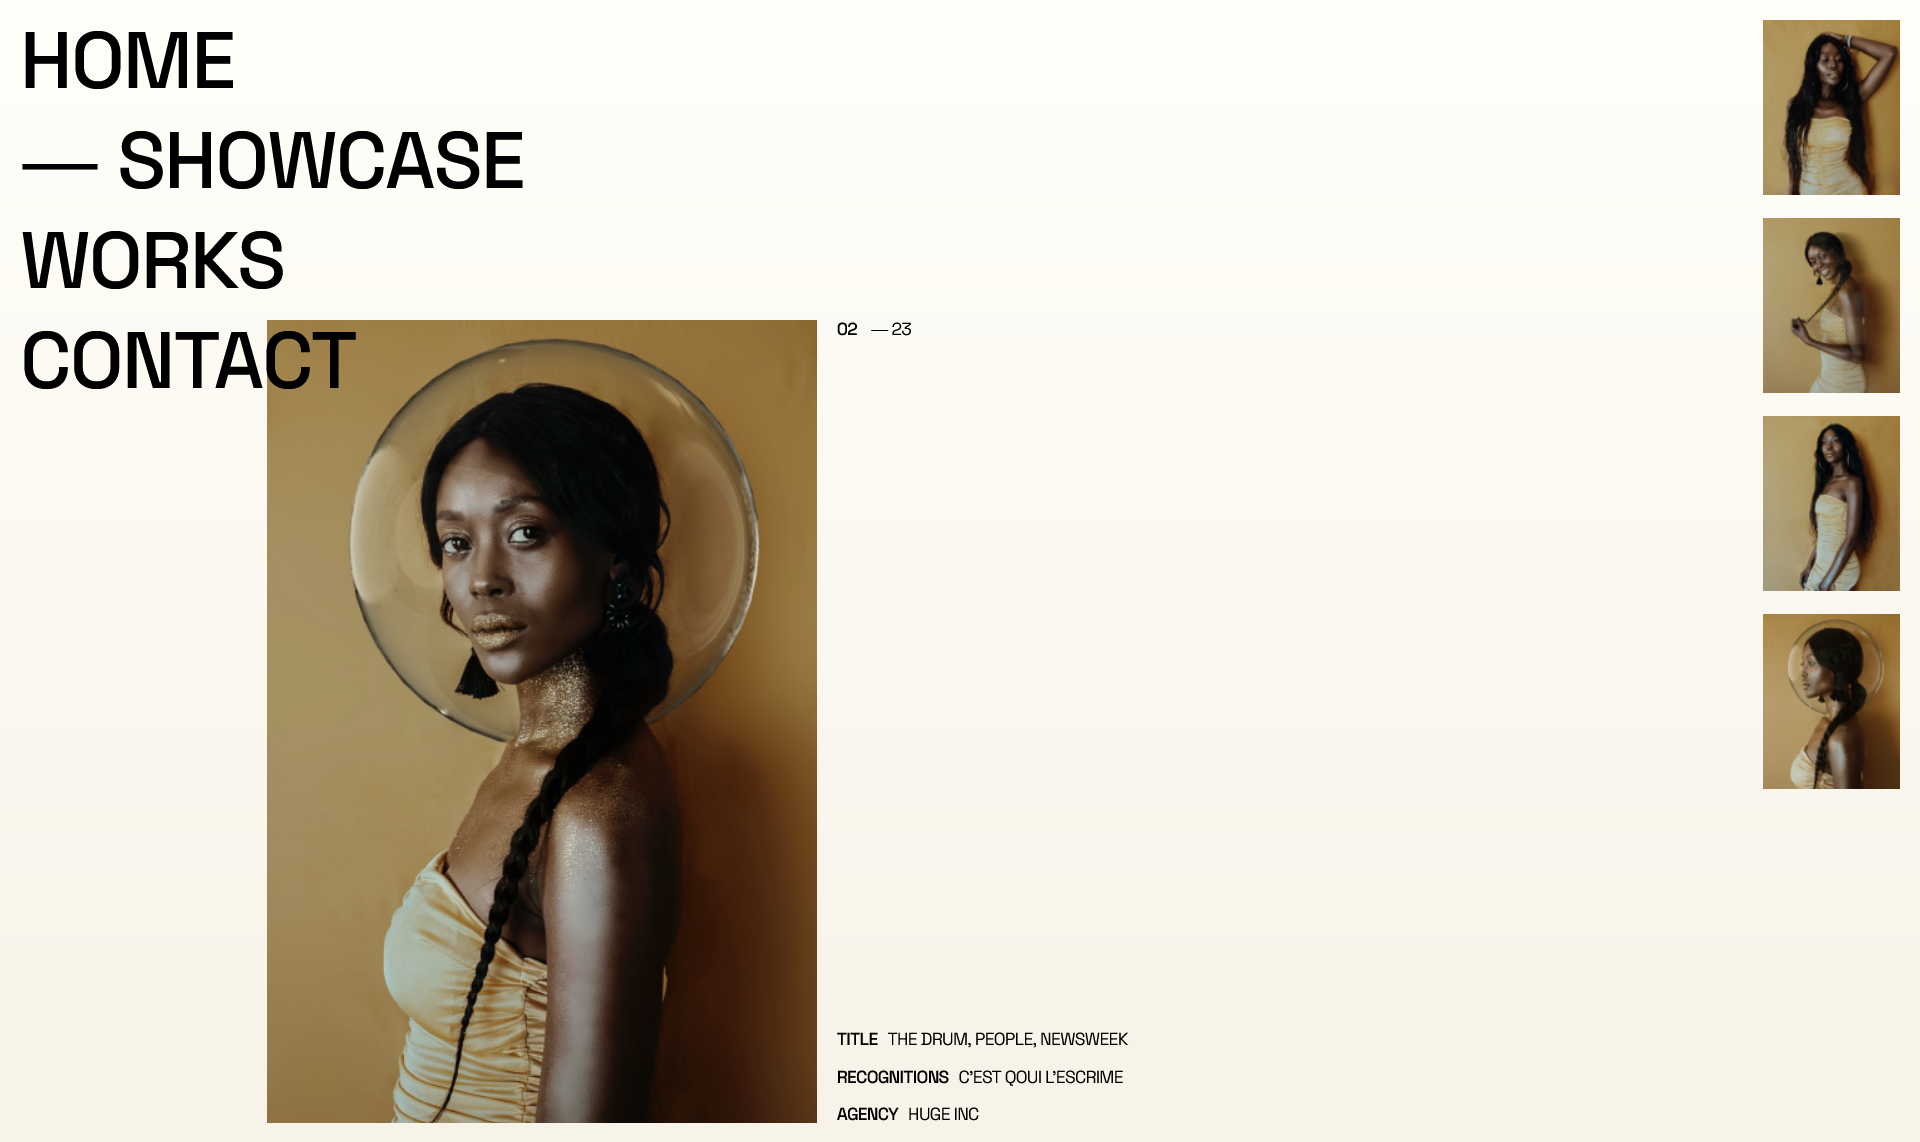 HOME
— SHOWCASE
WORKS
CONTACT
02 — 23
TITLE THE DRUM, PEOPLE, NEWSWEEK
RECOGNITIONS C'EST QOUI L'ESCRIME
AGENCY HUGE INC